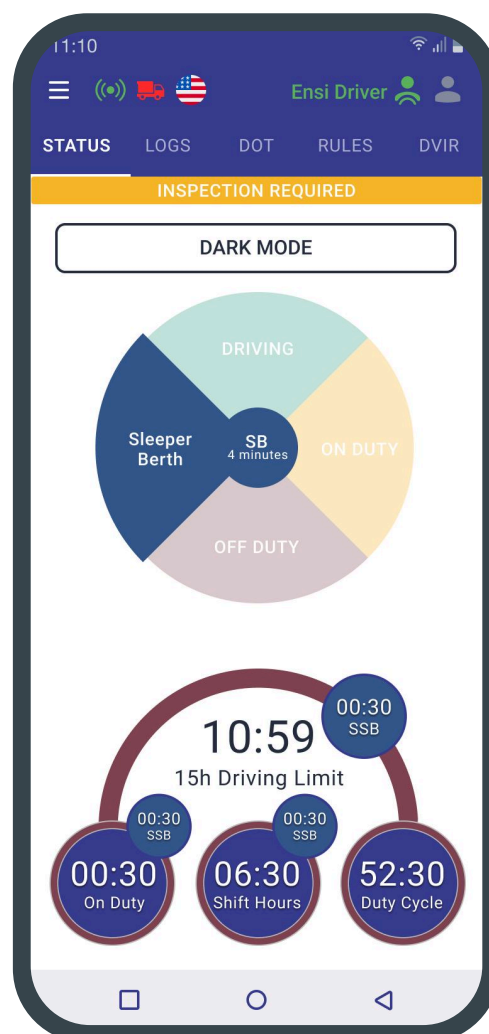 11:10
Ensi Driver
STATUS LOGS DOT RULES DVIR
INSPECTION REQUIRED
DARK MODE
DRIVING
Sleeper
Berth
SB
4 minutes
ON DUTY
OFF DUTY
00:30
SSB
10:59
15h Driving Limit
00:30
SSB
00:30
SSB
00:30
On Duty
06:30
Shift Hours
52:30
Duty Cycle